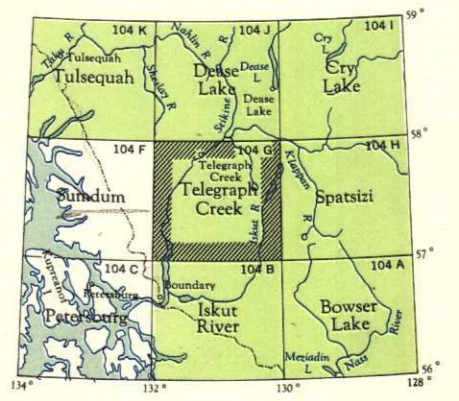 59°
104 K
104 J
104 I
Taku R
Tulsequah
Tulsequah
Nahlin R
R
Sheslay R
Dease
Lake
Dease
L
Dease
Lake
Stikine
Cry
L
Cry
Lake
58°
104 F
104 G
104 H
Sumdum
Telegraph
Creek
Telegraph
Creek
Iskut R
Klappan
R
Spatsizi
57°
104 C
104 B
104 A
Kupreanof
I
Petersburg
Petersburg
Boundary
Iskut
River
Bowser
Lake
Meziadin
L
Nass
River
56°
134°
132°
130°
128°